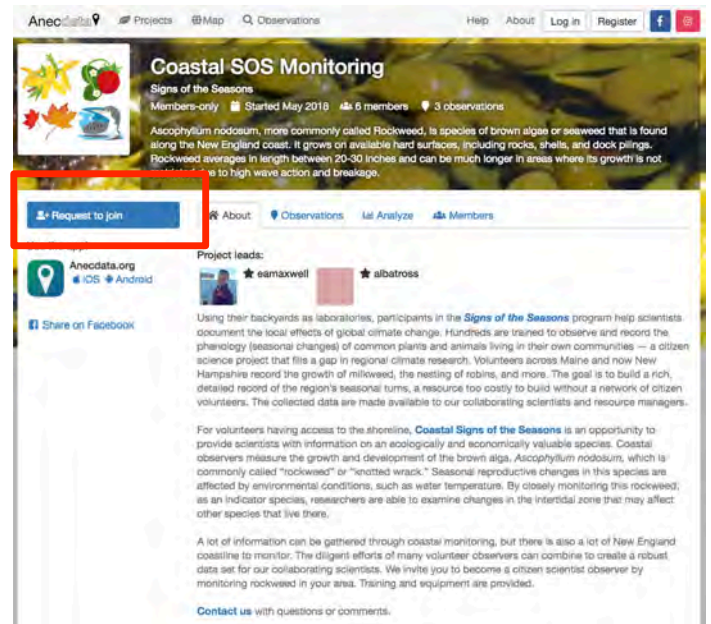 Anecdata Projects Map Observations Help About Log in Register
Coastal SOS Monitoring
Signs of the Seasons
Members-only Started May 2018 6 members 3 observations
Ascophyllum nodosum, more commonly called Rockweed, is species of brown algae or seaweed that is found
along the New England coast. It grows on available hard surfaces, including rocks, shells, and dock pilings.
Rockweed averages in length between 20-30 inches and can be much longer in areas where its growth is not
to high wave action and breakage.
Request to join
About Observations Analyze Members
Anecdata.org
iOS Android
Share on Facebook
Project leads:
eamaxwell albatross
Using their backyards as laboratories, participants in the Signs of the Seasons program help scientists
document the local effects of global climate change. Hundreds are trained to observe and record the
phenology (seasonal changes) of common plants and animals living in their own communities — a citizen
science project that fills a gap in regional climate research. Volunteers across Maine and now New
Hampshire record the growth of milkweed, the nesting of robins, and more. The goal is to build a rich,
detailed record of the region's seasonal turns, a resource too costly to build without a network of citizen
volunteers. The collected data are made available to our collaborating scientists and resource managers.
For volunteers having access to the shoreline, Coastal Signs of the Seasons is an opportunity to
provide scientists with information on an ecologically and economically valuable species. Coastal
observers measure the growth and development of the brown alga, Ascophyllum nodosum, which is
commonly called "rockweed" or "knotted wrack." Seasonal reproductive changes in this species are
affected by environmental conditions, such as water temperature. By closely monitoring this rockweed,
as an indicator species, researchers are able to examine changes in the intertidal zone that may affect
other species that live there.
A lot of information can be gathered through coastal monitoring, but there is also a lot of New England
coastline to monitor. The diligent efforts of many volunteer observers can combine to create a robust
data set for our collaborating scientists. We invite you to become a citizen scientist observer by
monitoring rockweed in your area. Training and equipment are provided.
Contact us with questions or comments.